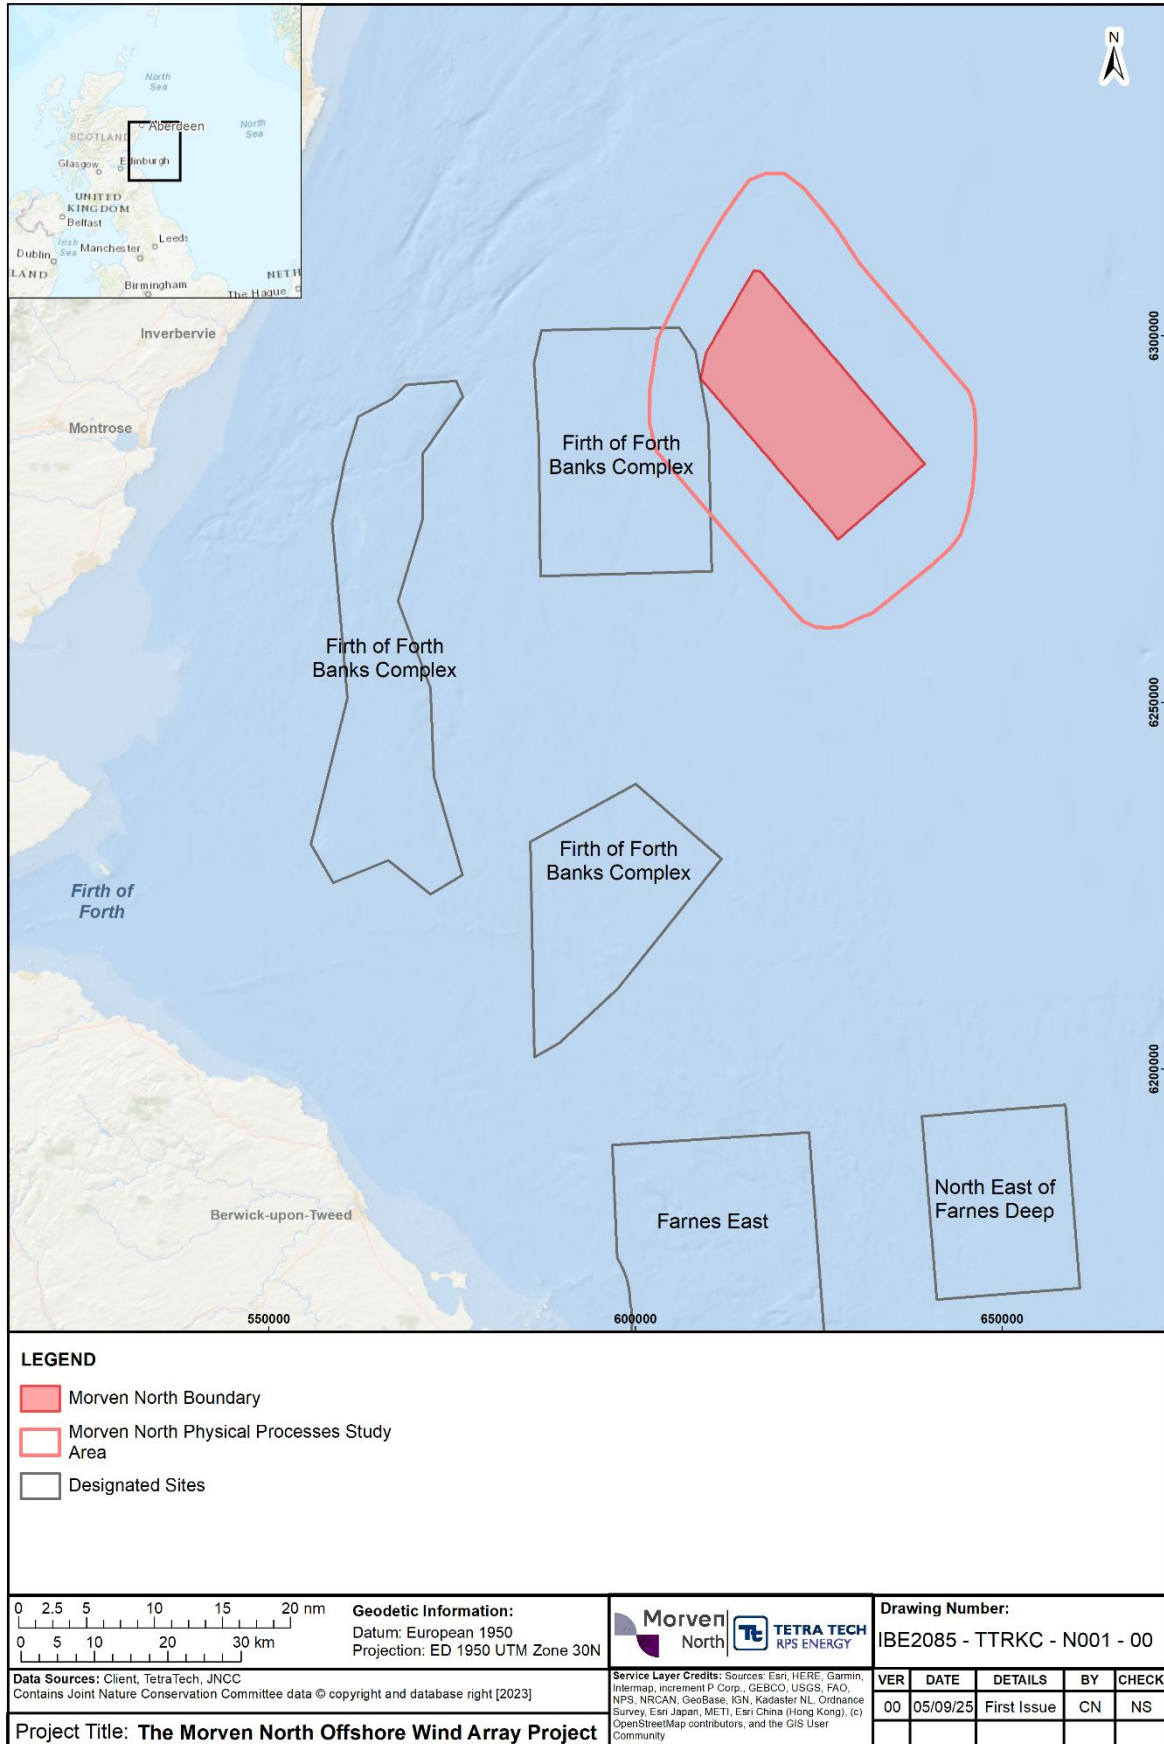 North
Sea
Aberdeen
North
Sea
SCOTLAND
Glasgow
Edinburgh
UNITED
KINGDOM
Belfast
Irish
Sea
Leeds
Manchester
Dublin
LAND
NETH
Birmingham
The Hague
N
Inverbervie
6300000
Montrose
Firth of Forth
Banks Complex
Firth of Forth
Banks Complex
6250000
Firth of Forth
Banks Complex
Firth of
Forth
6200000
North East of
Farnes Deep
Berwick-upon-Tweed
Farnes East
550000
600000
650000
LEGEND
Morven North Boundary
Morven North Physical Processes Study
Area
Designated Sites
0 2.5 5 10 15 20 nm
0 5 10 20 30 km
Geodetic Information:
Datum: European 1950
Projection: ED 1950 UTM Zone 30N
Morven
North
Tt TETRA TECH
RPS ENERGY
Drawing Number:
IBE2085 - TTRKC - N001 - 00
Data Sources: Client, TetraTech, JNCC
Contains Joint Nature Conservation Committee data © copyright and database right [2023]
Service Layer Credits: Sources: Esri, HERE, Garmin,
Intermap, increment P Corp., GEBCO, USGS, FAO,
NPS, NRCAN, GeoBase, IGN, Kadaster NL, Ordnance
Survey, Esri Japan, METI, Esri China (Hong Kong), (c)
OpenStreetMap contributors, and the GIS User
Community
VER DATE DETAILS BY CHECK
00 05/09/25 First Issue CN NS
Project Title: The Morven North Offshore Wind Array Project